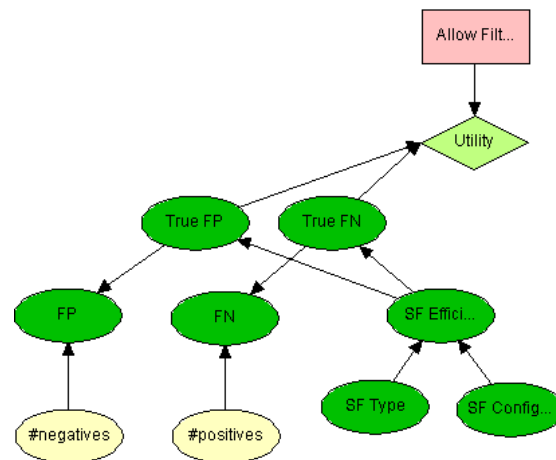 Allow Filt...
Utility
True FP
True FN
FP
FN
SF Effici...
SF Type
SF Config...
#negatives
#positives